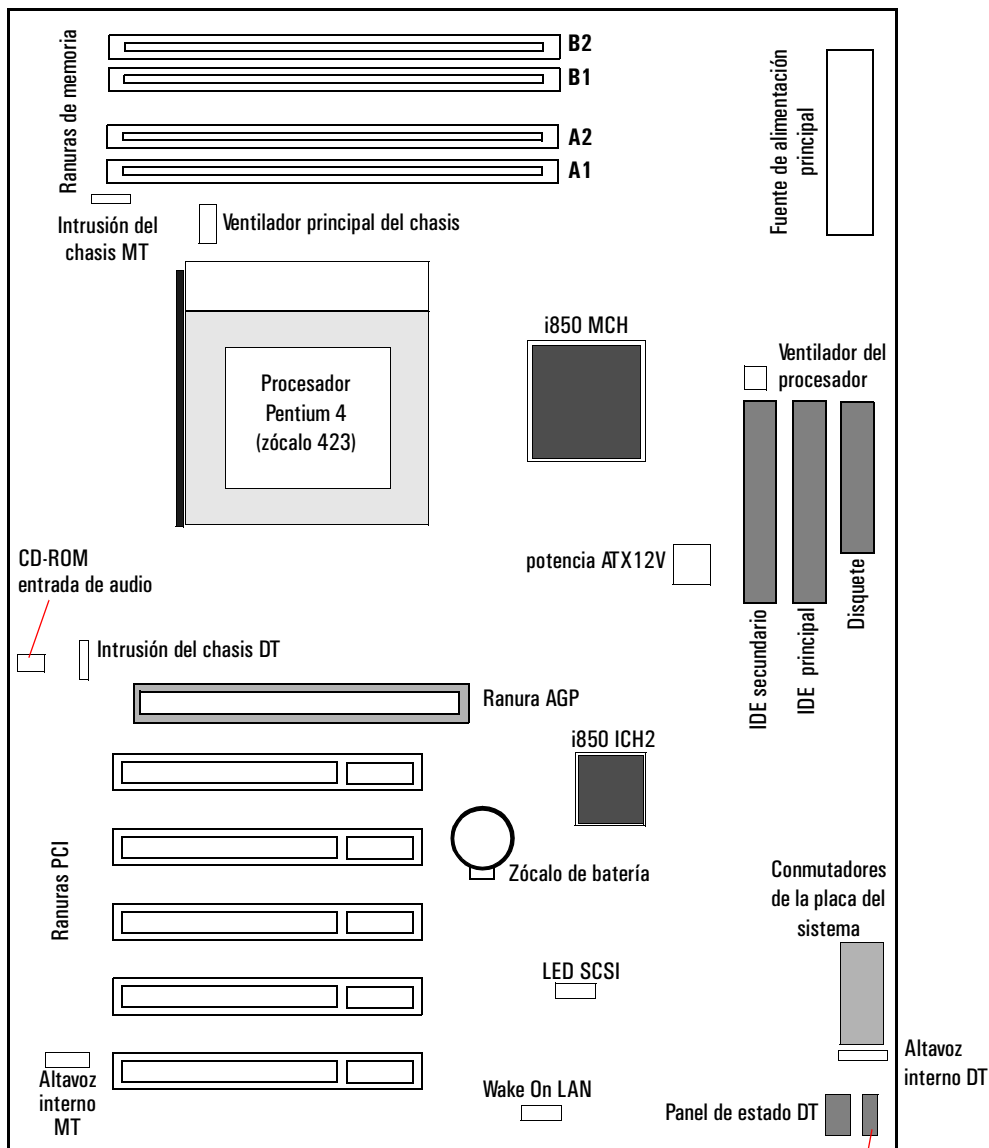 Ranuras de memoria
B2
B1
A2
A1
Fuente de alimentación
principal
Intrusión del
chasis MT
Ventilador principal del chasis
i850 MCH
Ventilador del
procesador
Procesador
Pentium 4
(zócalo 423)
CD-ROM
entrada de audio
potencia ATX12V
IDE secundario
IDE principal
Disquete
Intrusión del chasis DT
Ranura AGP
i850 ICH2
Ranuras PCI
Zócalo de batería
Conmutadores
de la placa del
sistema
LED SCSI
Altavoz
interno DT
Altavoz
interno
MT
Wake On LAN
Panel de estado DT